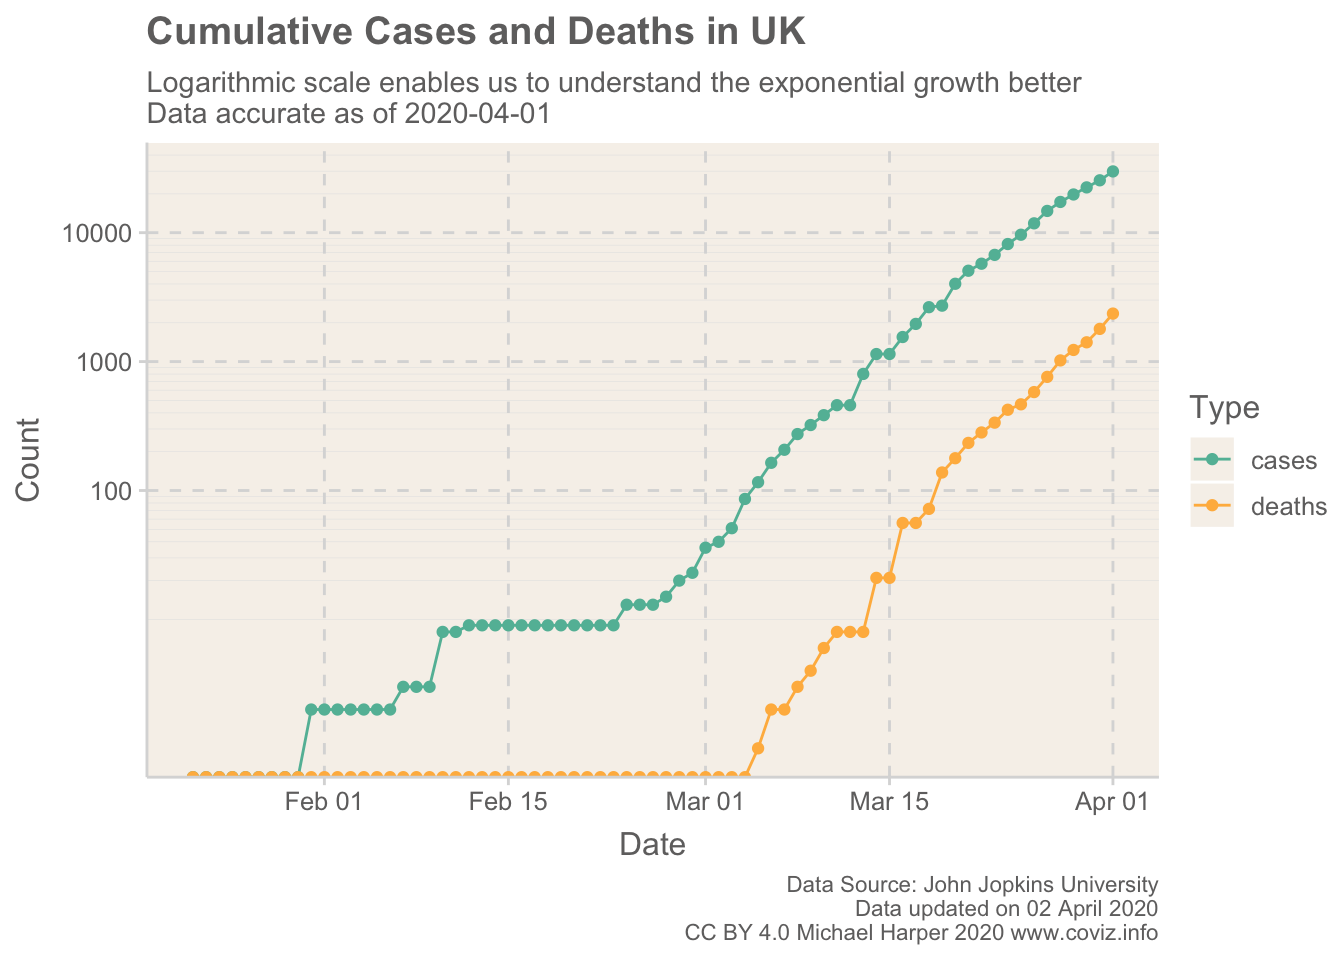 Cumulative Cases and Deaths in UK
Logarithmic scale enables us to understand the exponential growth better
Data accurate as of 2020-04-01
10000
1000
100
Count
Feb 01
Feb 15
Mar 01
Mar 15
Apr 01
Date
Type
cases
deaths
Data Source: John Jopkins University
Data updated on 02 April 2020
CC BY 4.0 Michael Harper 2020 www.coviz.info